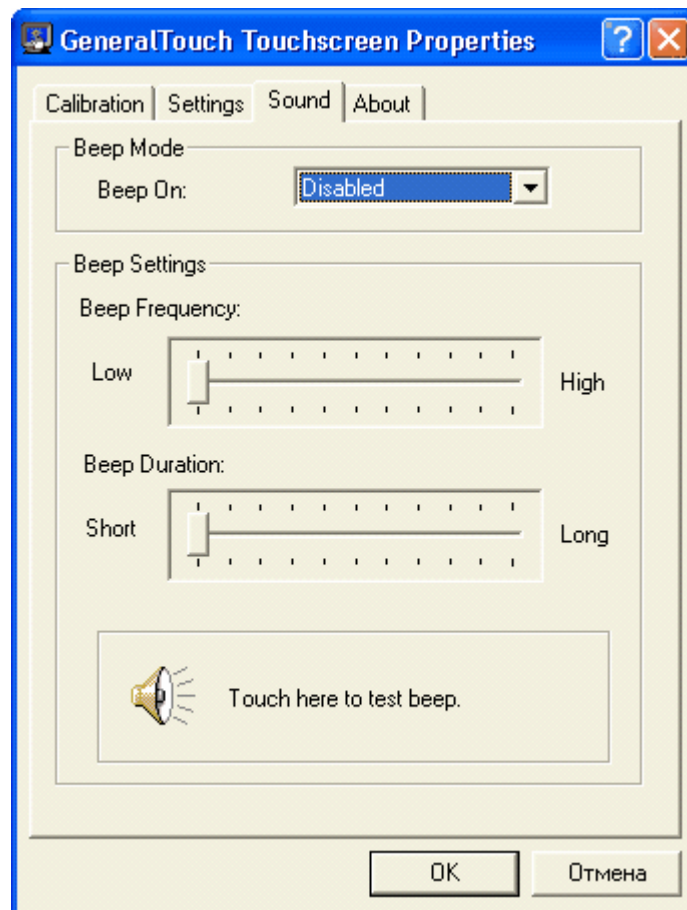 GeneralTouch Touchscreen Properties
Calibration Settings Sound About
Beep Mode
Beep On: Disabled
Beep Settings
Beep Frequency:
Low High
Beep Duration:
Short Long
Touch here to test beep.
OK Отмена